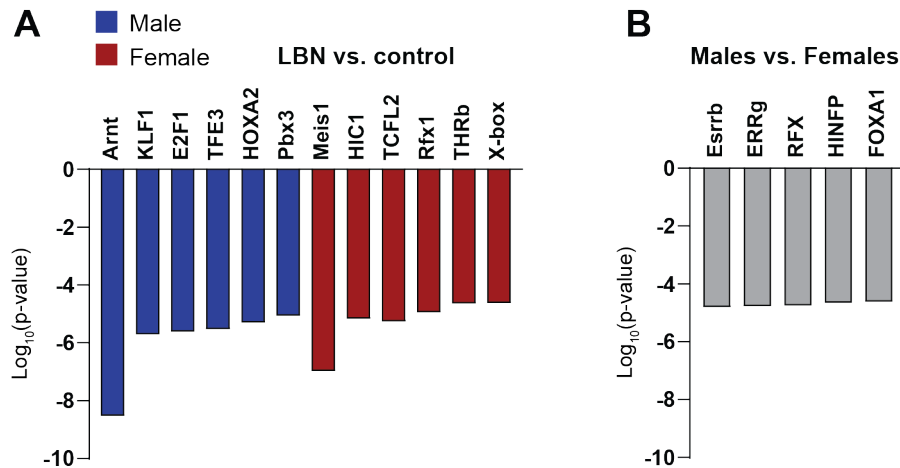 A
Male
Female
LBN vs. control
Arnt
KLF1
E2F1
TFE3
HOXA2
Pbx3
Meis1
HIC1
TCFL2
Rfx1
THRb
X-box
0
-2
-4
-6
-8
-10
Log10(p-value)
B
Males vs. Females
Esrrb
ERRg
RFX
HINFP
FOXA1
0
-2
-4
-6
-8
-10
Log10(p-value)